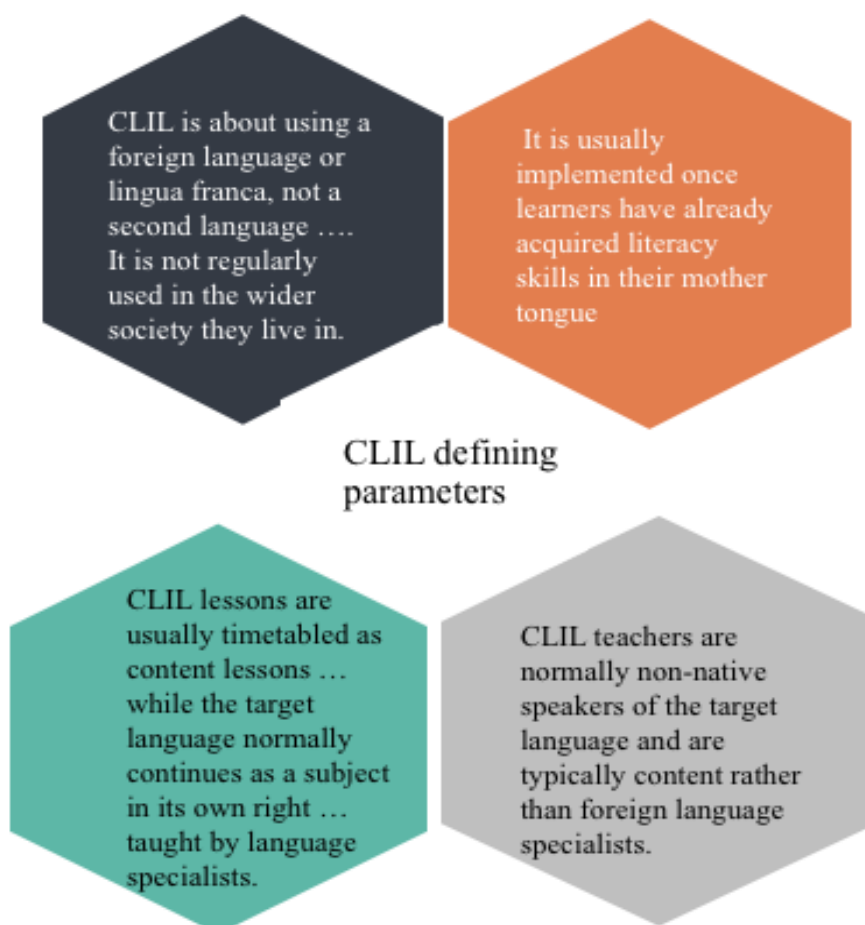 CLIL is about using a
foreign language or
lingua franca, not a
second language ….
It is not regularly
used in the wider
society they live in.
It is usually
implemented once
learners have already
acquired literacy
skills in their mother
tongue
CLIL defining
parameters
CLIL lessons are
usually timetabled as
content lessons …
while the target
language normally
continues as a subject
in its own right …
taught by language
specialists.
CLIL teachers are
normally non-native
speakers of the target
language and are
typically content rather
than foreign language
specialists.